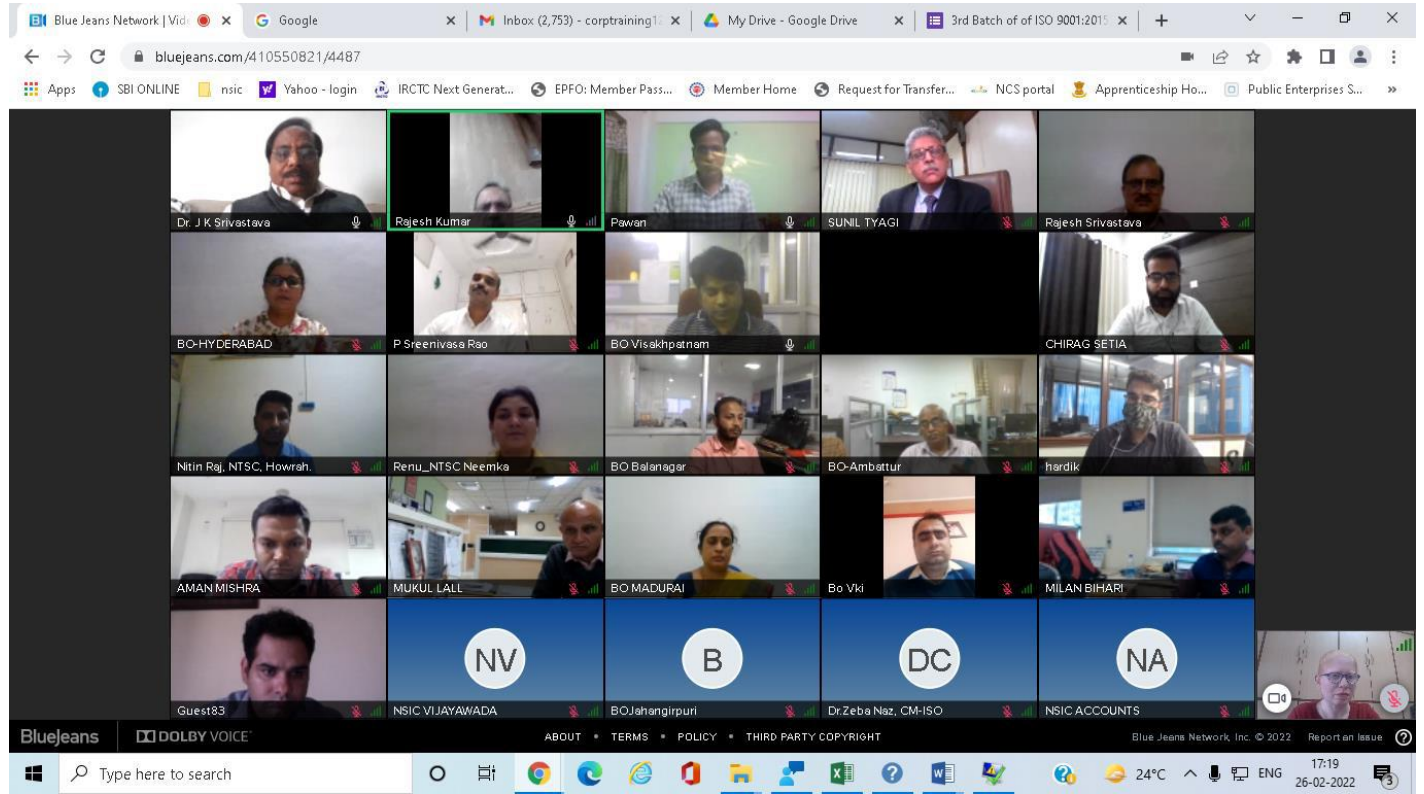 Blue Jeans Network | Vid
Google
Inbox (2,753) - corptraining1
My Drive - Google Drive
3rd Batch of of ISO 9001:2015
bluejeans.com/410550821/4487
Apps
SBI ONLINE
nsic
Yahoo - login
IRCTC Next Generat...
EPFO: Member Pass...
Member Home
Request for Transfer...
NCS portal
Apprenticeship Ho...
Public Enterprises S...
»
Dr. J K Srivastava
Rajesh Kumar
Pawan
SUNIL TYAGI
Rajesh Srivastava
BO-HYDERABAD
P Sreenivasa Rao
BO Visakhpatnam
CHIRAG SETIA
Nitin Raj, NTSC, Howrah.
Renu_NTSC Neemka
BO Balanagar
BO-Ambattur
hardik
AMAN MISHRA
MUKUL LALL
BO MADURAI
Bo Vki
MILAN BIHARI
NV
B
DC
NA
Guest83
NSIC VIJAYAWADA
BOJahangirpuri
Dr.Zeba Naz, CM-ISO
NSIC ACCOUNTS
BlueJeans
DOLBY VOICE
ABOUT • TERMS • POLICY • THIRD PARTY COPYRIGHT
Blue Jeans Network, Inc. © 2022
Report an Issue
Type here to search
24°C
ENG
17:19
26-02-2022
3